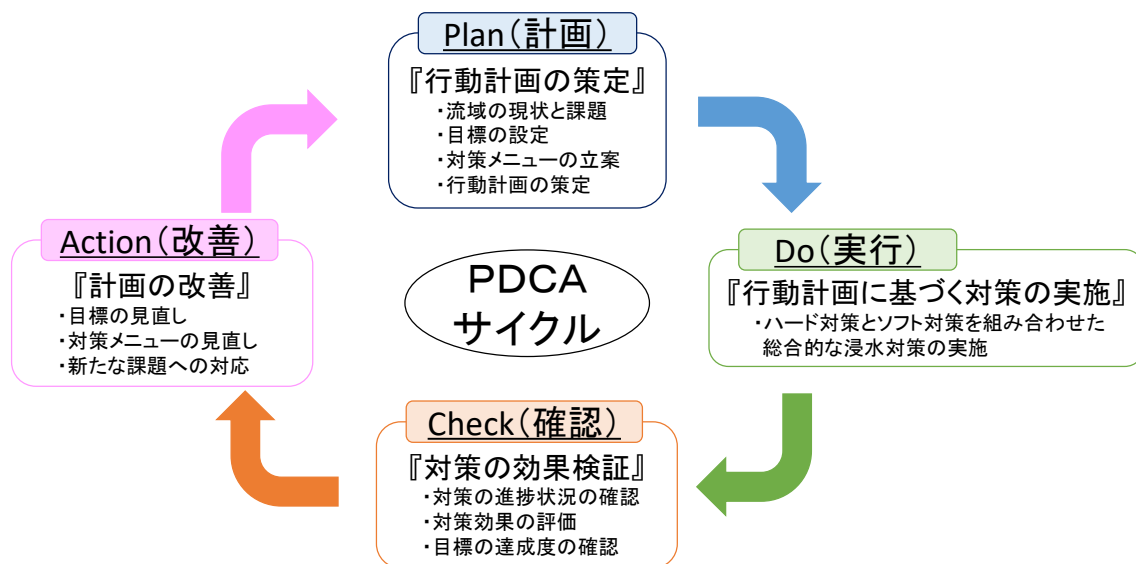 Plan（計画）
『行動計画の策定』
・流域の現状と課題
・目標の設定
・対策メニューの立案
・行動計画の策定
Do（実行）
『行動計画に基づく対策の実施』
・ハード対策とソフト対策を組み合わせた
総合的な浸水対策の実施
Check（確認）
『対策の効果検証』
・対策の進捗状況の確認
・対策効果の評価
・目標の達成度の確認
Action（改善）
『計画の改善』
・目標の見直し
・対策メニューの見直し
・新たな課題への対応
PDCA
サイクル